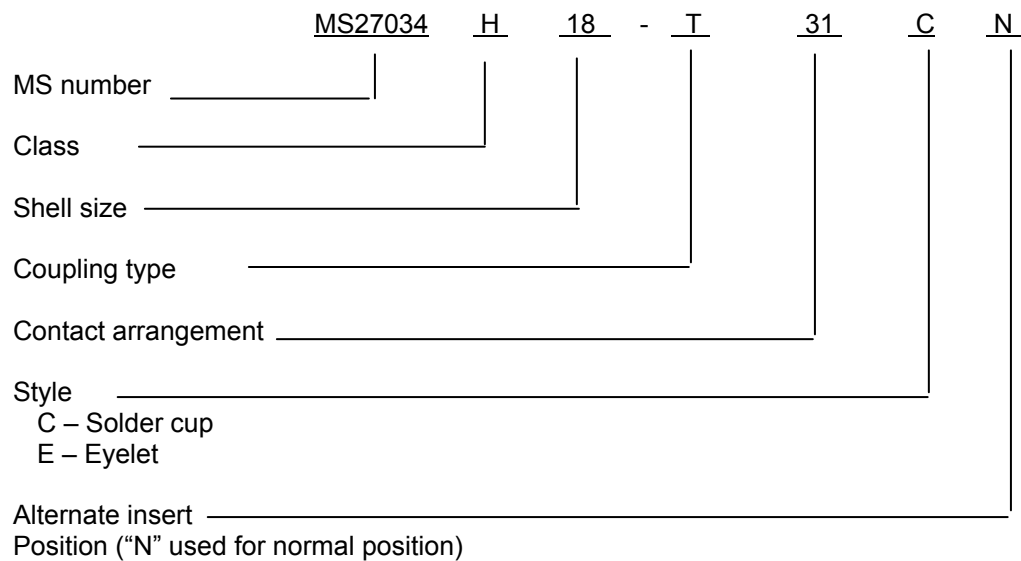 MS27034 H 18 - T 31 C N
MS number
Class
Shell size
Coupling type
Contact arrangement
Style
C – Solder cup
E – Eyelet
Alternate insert
Position (“N” used for normal position)